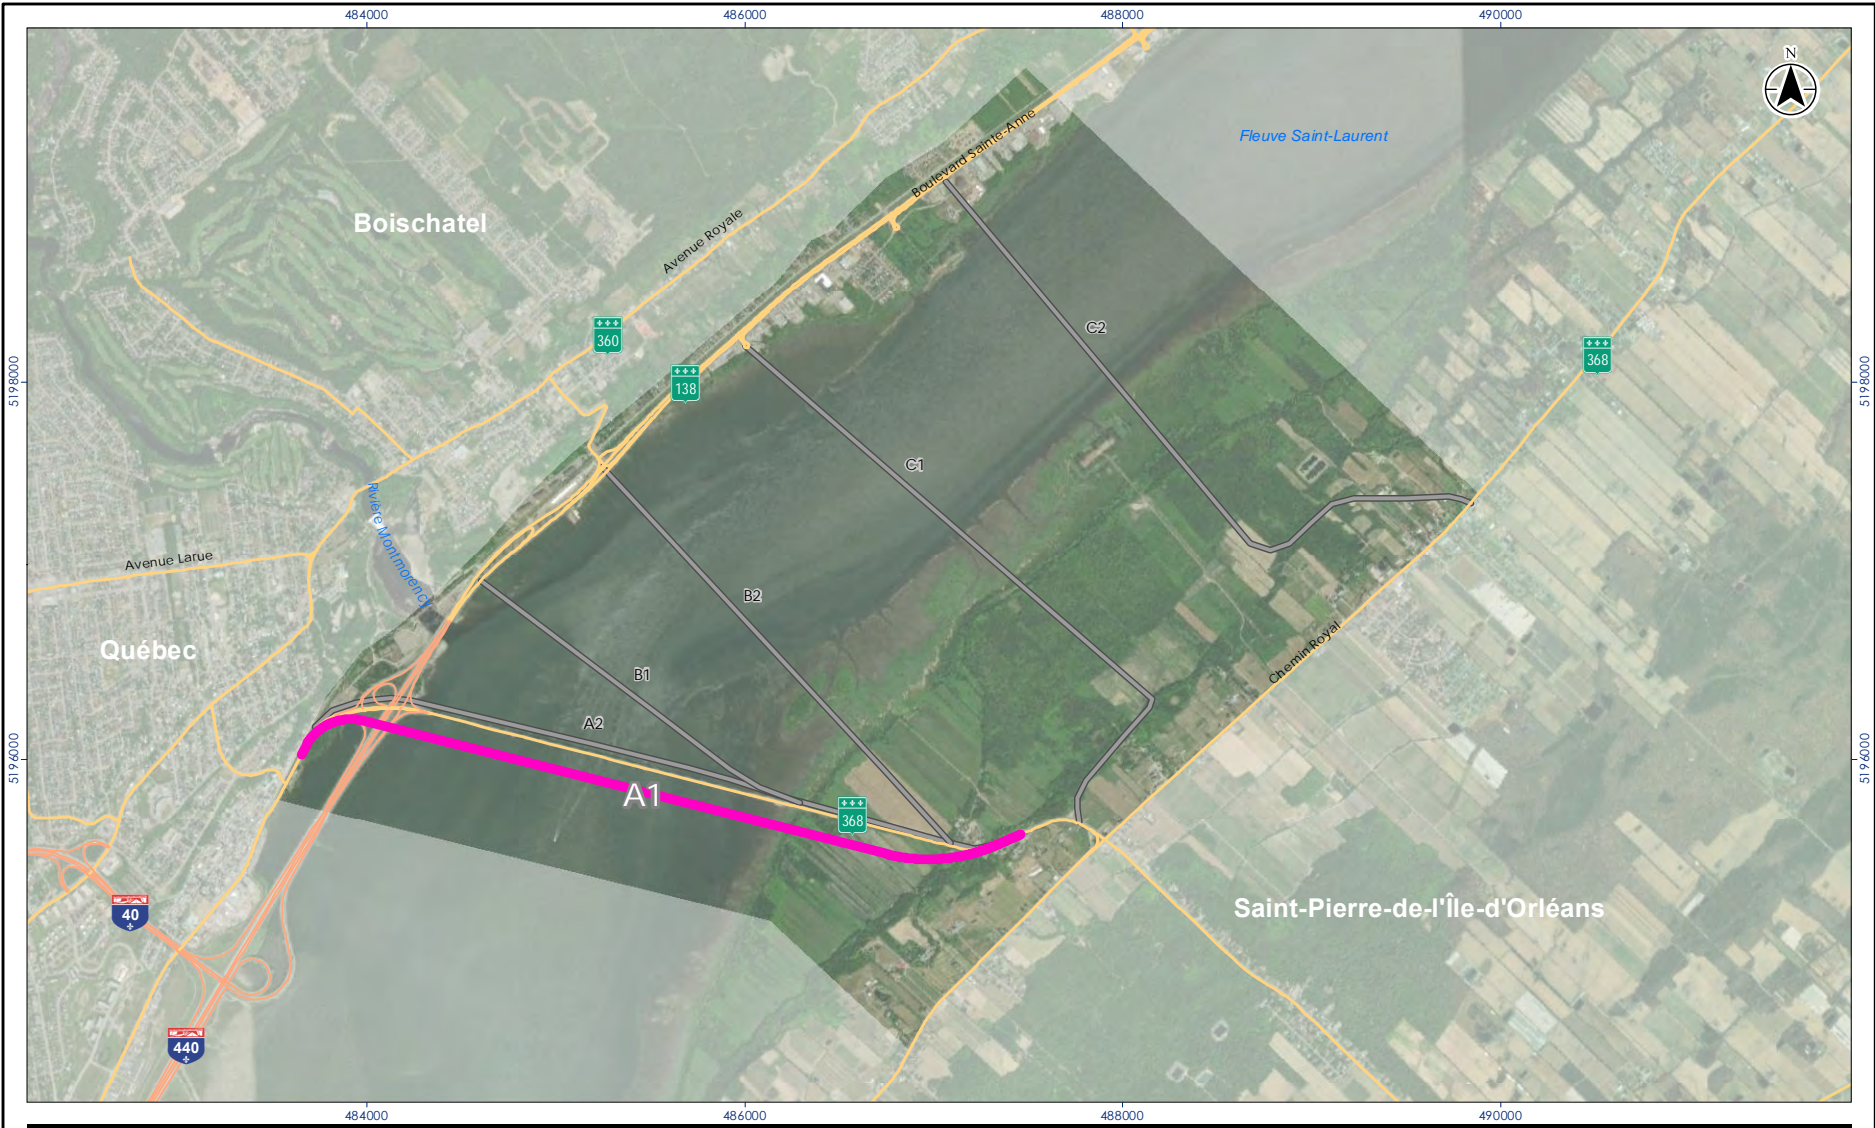 484000
486000
488000
490000
N
Fleuve Saint-Laurent
Boulevard Sainte-Anne
Boischatel
Avenue Royale
C2
360
368
138
5198000
5198000
C1
Rivière Montmorency
Avenue Larue
B2
Chemin Royal
Québec
B1
A2
5196000
5196000
A1
368
40
Saint-Pierre-de-l'Île-d'Orléans
440
484000
486000
488000
490000